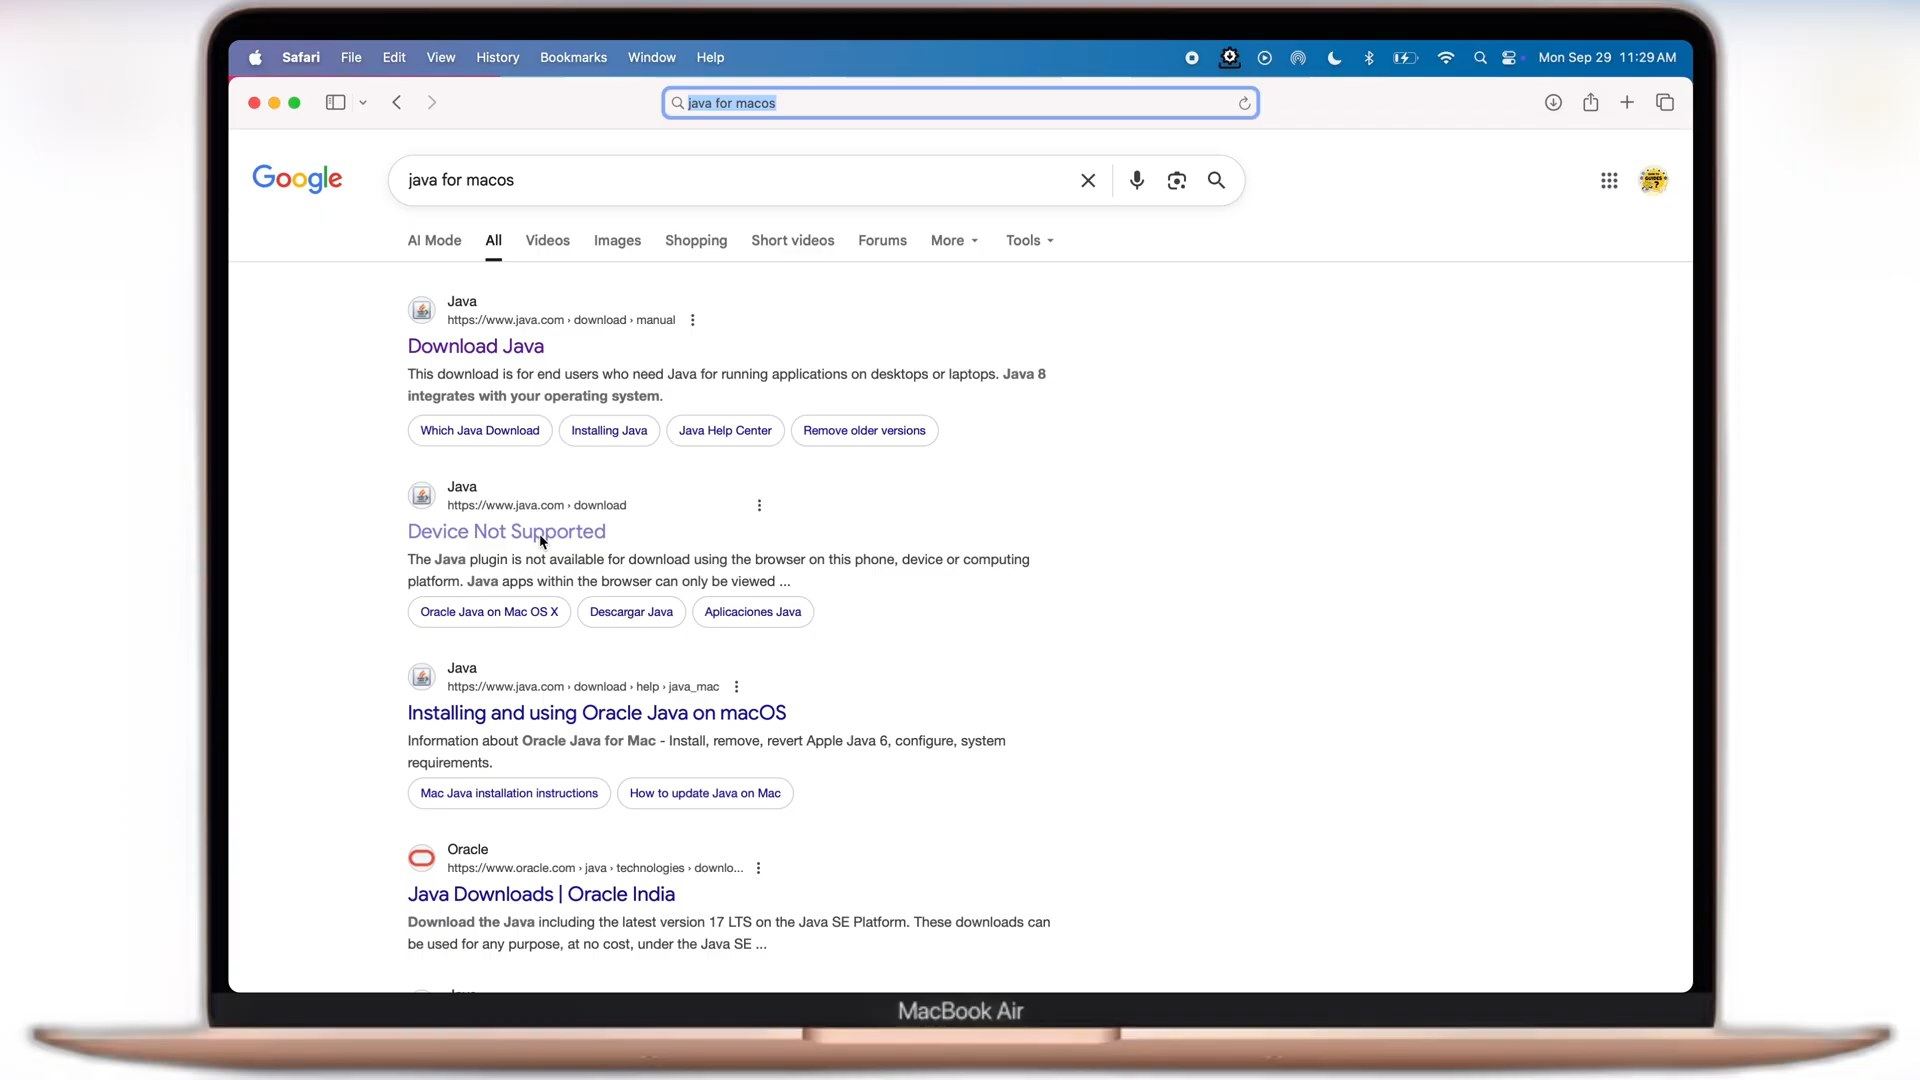 Safari File Edit View History Bookmarks Window Help Mon Sep 29 11:29 AM
java for macos
Google java for macos
AI Mode All Videos Images Shopping Short videos Forums More Tools
Java
https://www.java.com › download › manual
Download Java
This download is for end users who need Java for running applications on desktops or laptops. Java 8
integrates with your operating system.
Which Java Download Installing Java Java Help Center Remove older versions
Java
https://www.java.com › download
Device Not Supported
The Java plugin is not available for download using the browser on this phone, device or computing
platform. Java apps within the browser can only be viewed ...
Oracle Java on Mac OS X Descargar Java Aplicaciones Java
Java
https://www.java.com › download › help › java_mac
Installing and using Oracle Java on macOS
Information about Oracle Java for Mac - Install, remove, revert Apple Java 6, configure, system
requirements.
Mac Java installation instructions How to update Java on Mac
Oracle
https://www.oracle.com › java › technologies › downlo...
Java Downloads | Oracle India
Download the Java including the latest version 17 LTS on the Java SE Platform. These downloads can
be used for any purpose, at no cost, under the Java SE ...
MacBook Air